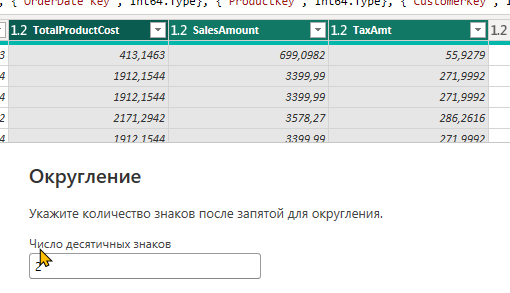 , { OrderDate Key , Int64.Type}, { ProductKey , Int64.Type}, { CustomerKey , I
1.2 TotalProductCost 1.2 SalesAmount 1.2 TaxAmt 1.2
3 413,1463 699,0982 55,9279
4 1912,1544 3399,99 271,9992
4 1912,1544 3399,99 271,9992
2 2171,2942 3578,27 286,2616
4 1912,1544 3399,99 271,9992
Округление
Укажите количество знаков после запятой для округления.
Число десятичных знаков
2